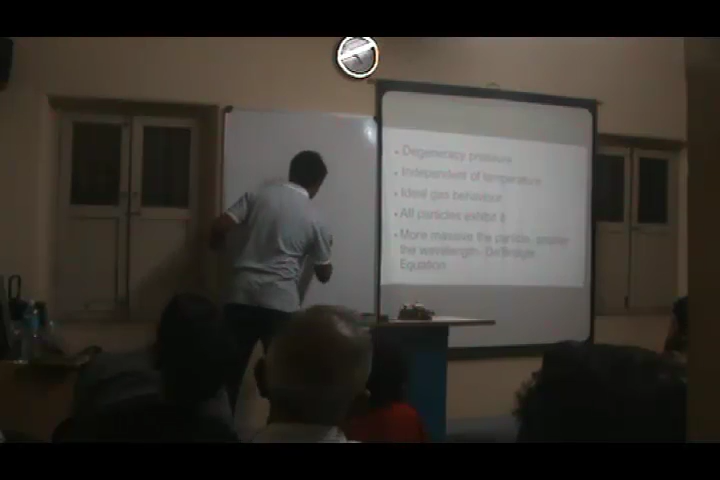 • Degeneracy pressure
• Independent of temperature
• Ideal gas behaviour
• All particles exhibit it
• More massive the particle, smaller
the wavelength- De Broglie
Equation